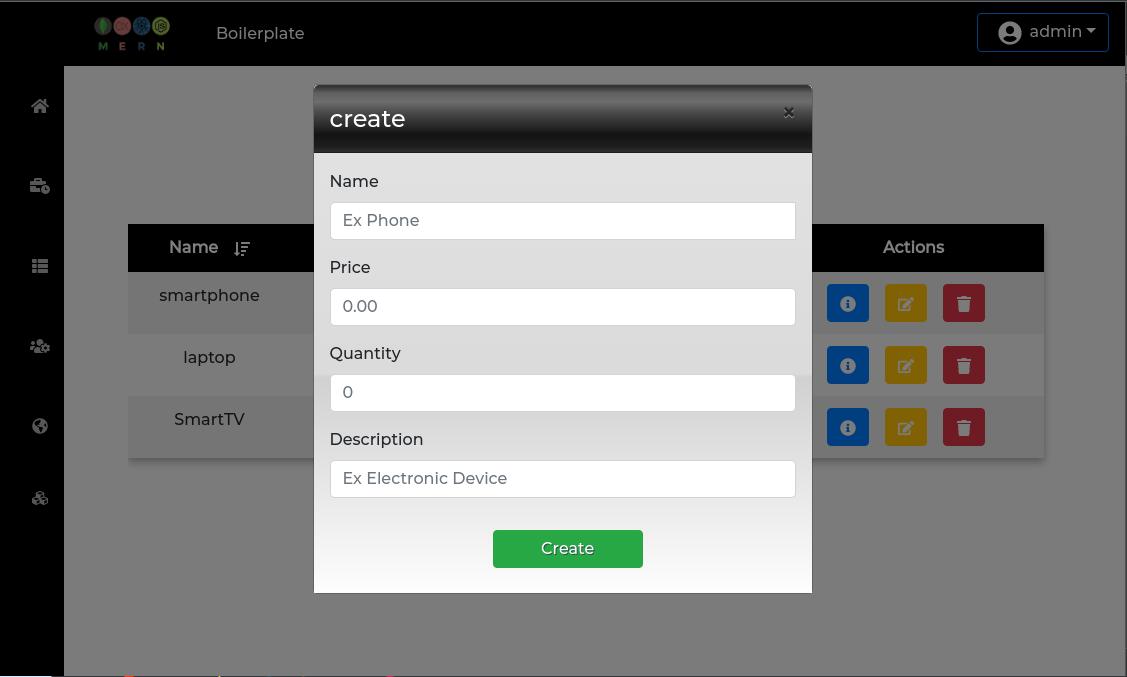 MERN
Boilerplate
admin
create
Name
Ex Phone
Price
0.00
Quantity
0
Description
Ex Electronic Device
Create
Name
Actions
smartphone
laptop
SmartTV